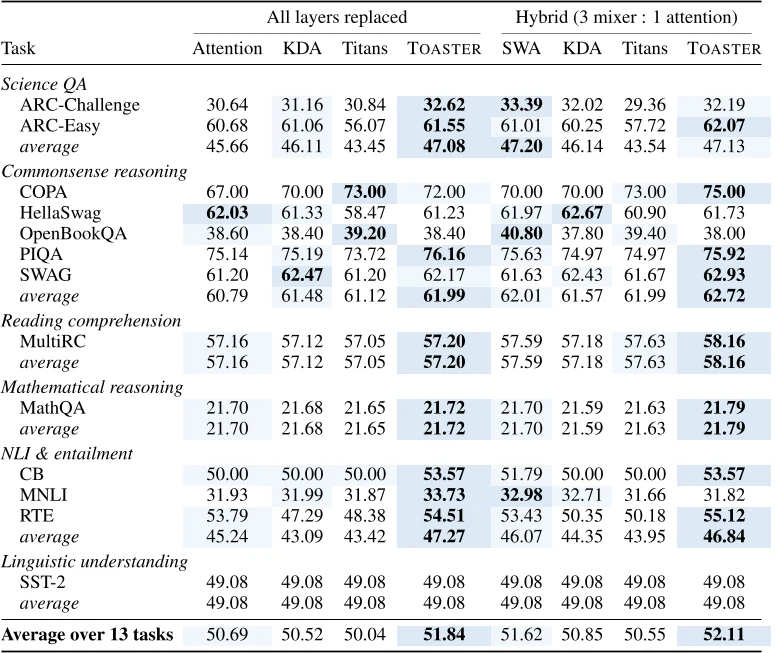 All layers replaced Hybrid (3 mixer : 1 attention)
Task Attention KDA Titans TOASTER SWA KDA Titans TOASTER
Science QA
ARC-Challenge 30.64 31.16 30.84 32.62 33.39 32.02 29.36 32.19
ARC-Easy 60.68 61.06 56.07 61.55 61.01 60.25 57.72 62.07
average 45.66 46.11 43.45 47.08 47.20 46.14 43.54 47.13
Commonsense reasoning
COPA 67.00 70.00 73.00 72.00 70.00 70.00 73.00 75.00
HellaSwag 62.03 61.33 58.47 61.23 61.97 62.67 60.90 61.73
OpenBookQA 38.60 38.40 39.20 38.40 40.80 37.80 39.40 38.00
PIQA 75.14 75.19 73.72 76.16 75.63 74.97 74.97 75.92
SWAG 61.20 62.47 61.20 62.17 61.63 62.43 61.67 62.93
average 60.79 61.48 61.12 61.99 62.01 61.57 61.99 62.72
Reading comprehension
MultiRC 57.16 57.12 57.05 57.20 57.59 57.18 57.63 58.16
average 57.16 57.12 57.05 57.20 57.59 57.18 57.63 58.16
Mathematical reasoning
MathQA 21.70 21.68 21.65 21.72 21.70 21.59 21.63 21.79
average 21.70 21.68 21.65 21.72 21.70 21.59 21.63 21.79
NLI & entailment
CB 50.00 50.00 50.00 53.57 51.79 50.00 50.00 53.57
MNLI 31.93 31.99 31.87 33.73 32.98 32.71 31.66 31.82
RTE 53.79 47.29 48.38 54.51 53.43 50.35 50.18 55.12
average 45.24 43.09 43.42 47.27 46.07 44.35 43.95 46.84
Linguistic understanding
SST-2 49.08 49.08 49.08 49.08 49.08 49.08 49.08 49.08
average 49.08 49.08 49.08 49.08 49.08 49.08 49.08 49.08
Average over 13 tasks 50.69 50.52 50.04 51.84 51.62 50.85 50.55 52.11